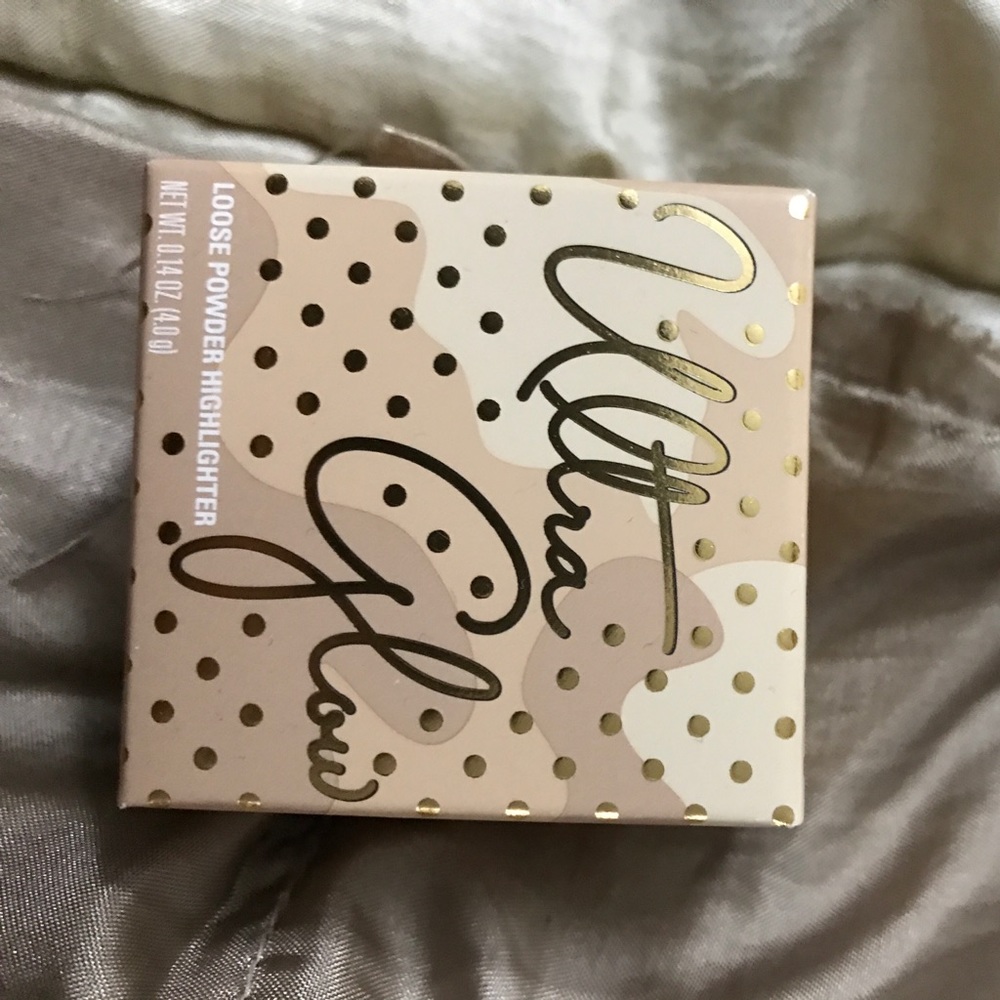 Ultra
Glow
LOOSE POWDER HIGHLIGHTER
NET WT. 0.14 OZ. (4.0 g)